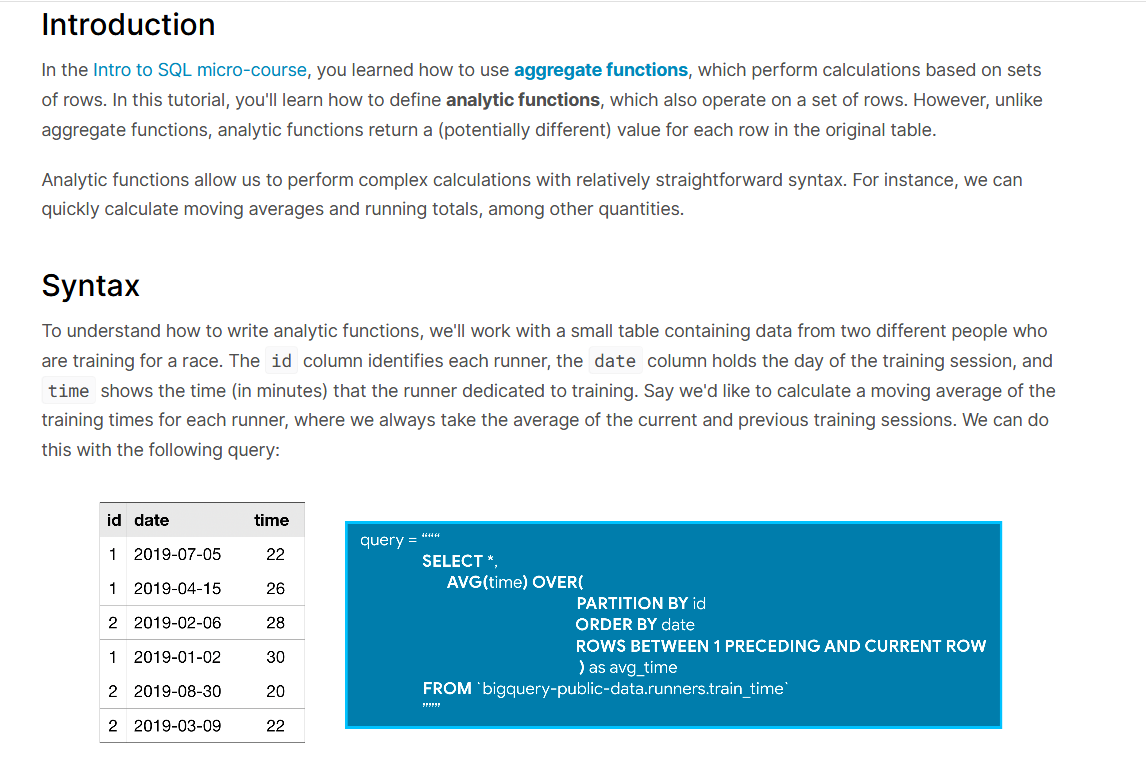 Introduction
In the Intro to SQL micro-course, you learned how to use aggregate functions, which perform calculations based on sets
of rows. In this tutorial, you'll learn how to define analytic functions, which also operate on a set of rows. However, unlike
aggregate functions, analytic functions return a (potentially different) value for each row in the original table.
Analytic functions allow us to perform complex calculations with relatively straightforward syntax. For instance, we can
quickly calculate moving averages and running totals, among other quantities.
Syntax
To understand how to write analytic functions, we'll work with a small table containing data from two different people who
are training for a race. The id column identifies each runner, the date column holds the day of the training session, and
time shows the time (in minutes) that the runner dedicated to training. Say we'd like to calculate a moving average of the
training times for each runner, where we always take the average of the current and previous training sessions. We can do
this with the following query:
id date time
1 2019-07-05 22
1 2019-04-15 26
2 2019-02-06 28
1 2019-01-02 30
2 2019-08-30 20
2 2019-03-09 22
query = “““
SELECT *,
AVG(time) OVER(
PARTITION BY id
ORDER BY date
ROWS BETWEEN 1 PRECEDING AND CURRENT ROW
) as avg_time
FROM `bigquery-public-data.runners.train_time`
”””